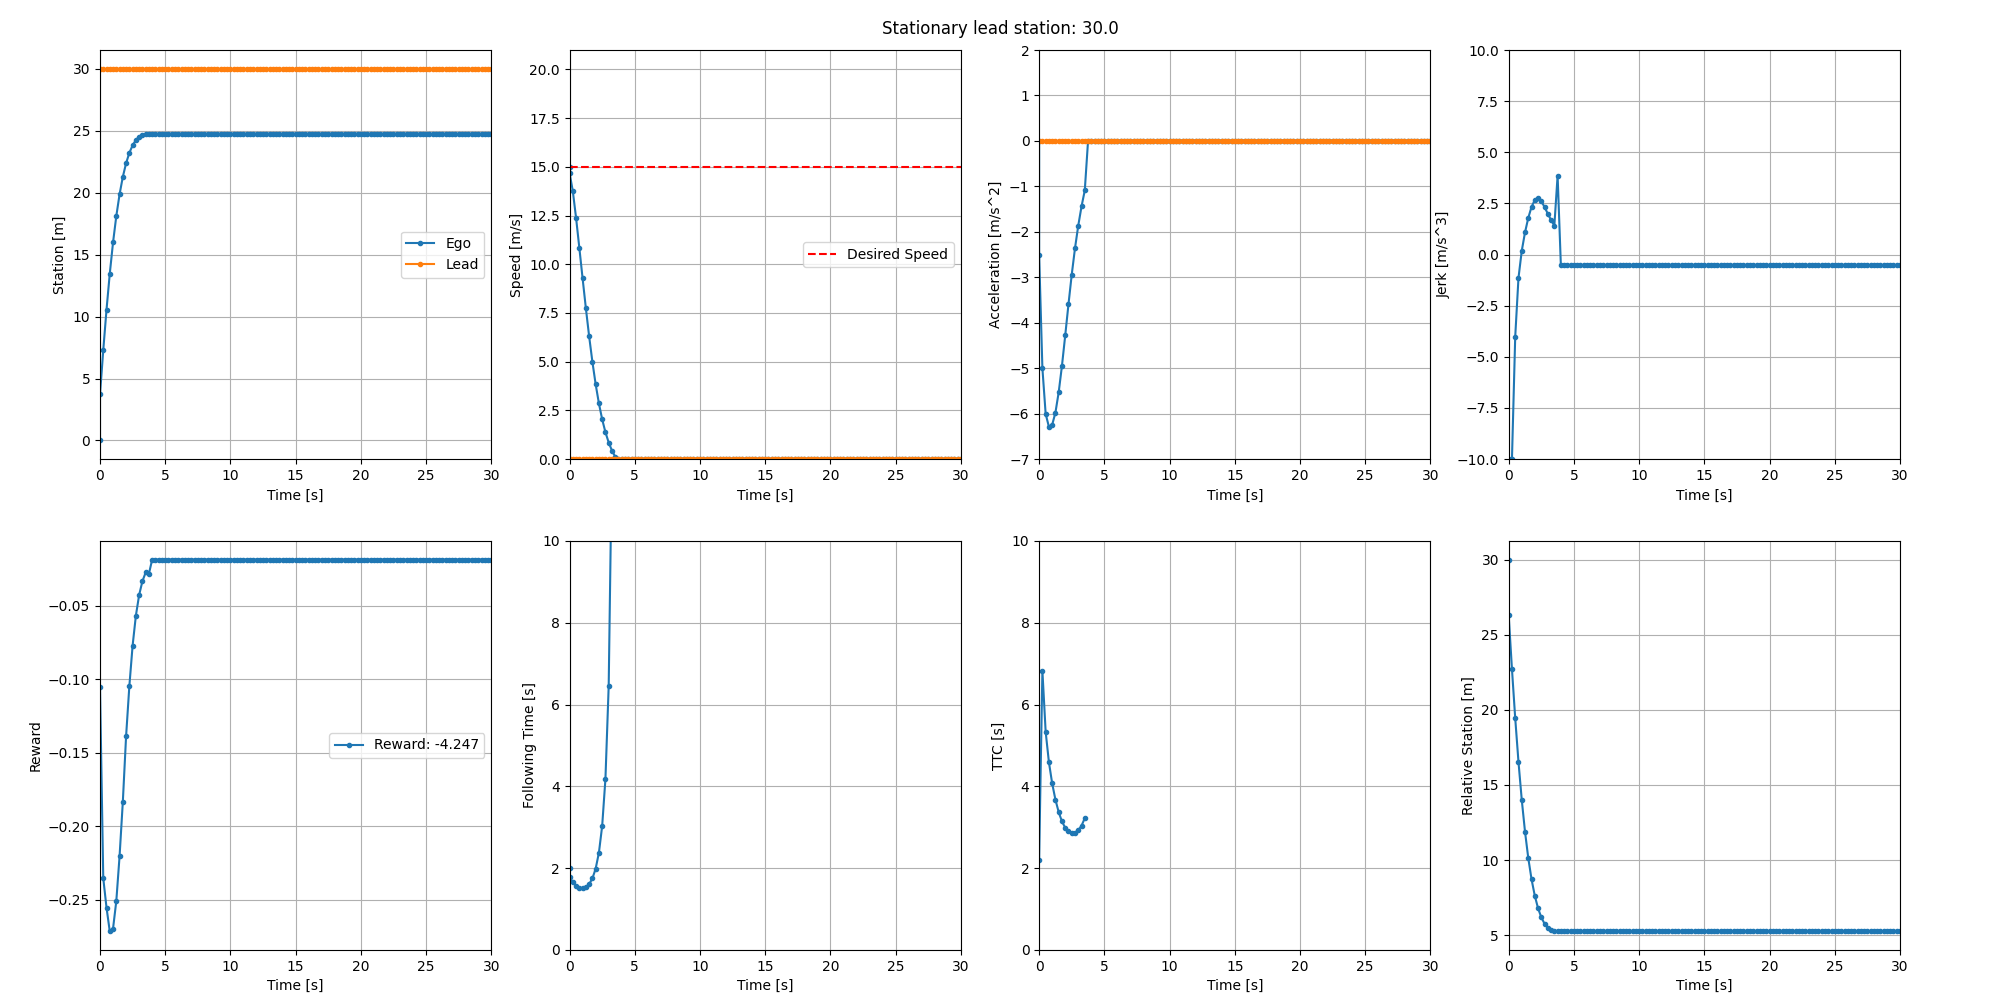 Stationary lead station: 30.0
Station [m]
30
25
20
15
10
5
0
Ego
Lead
0 5 10 15 20 25 30
Time [s]
Speed [m/s]
20.0
17.5
15.0
12.5
10.0
7.5
5.0
2.5
0.0
Desired Speed
0 5 10 15 20 25 30
Time [s]
Acceleration [m/s^2]
2
1
0
−1
−2
−3
−4
−5
−6
−7
0 5 10 15 20 25 30
Time [s]
Jerk [m/s^3]
10.0
7.5
5.0
2.5
0.0
−2.5
−5.0
−7.5
−10.0
0 5 10 15 20 25 30
Time [s]
Reward
−0.05
−0.10
−0.15
−0.20
−0.25
Reward: -4.247
0 5 10 15 20 25 30
Time [s]
Following Time [s]
10
8
6
4
2
0
0 5 10 15 20 25 30
Time [s]
TTC [s]
10
8
6
4
2
0
0 5 10 15 20 25 30
Time [s]
Relative Station [m]
30
25
20
15
10
5
0 5 10 15 20 25 30
Time [s]